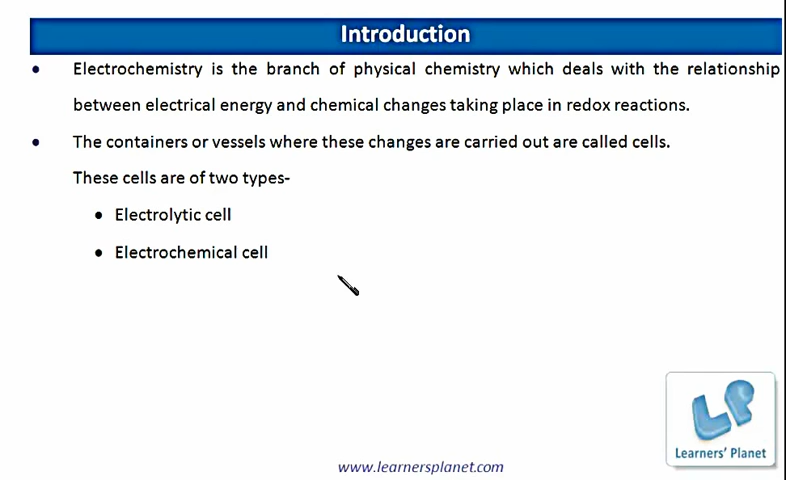 Introduction
• Electrochemistry is the branch of physical chemistry which deals with the relationship
between electrical energy and chemical changes taking place in redox reactions.
• The containers or vessels where these changes are carried out are called cells.
These cells are of two types-
• Electrolytic cell
• Electrochemical cell
LP
Learners' Planet
www.learnersplanet.com